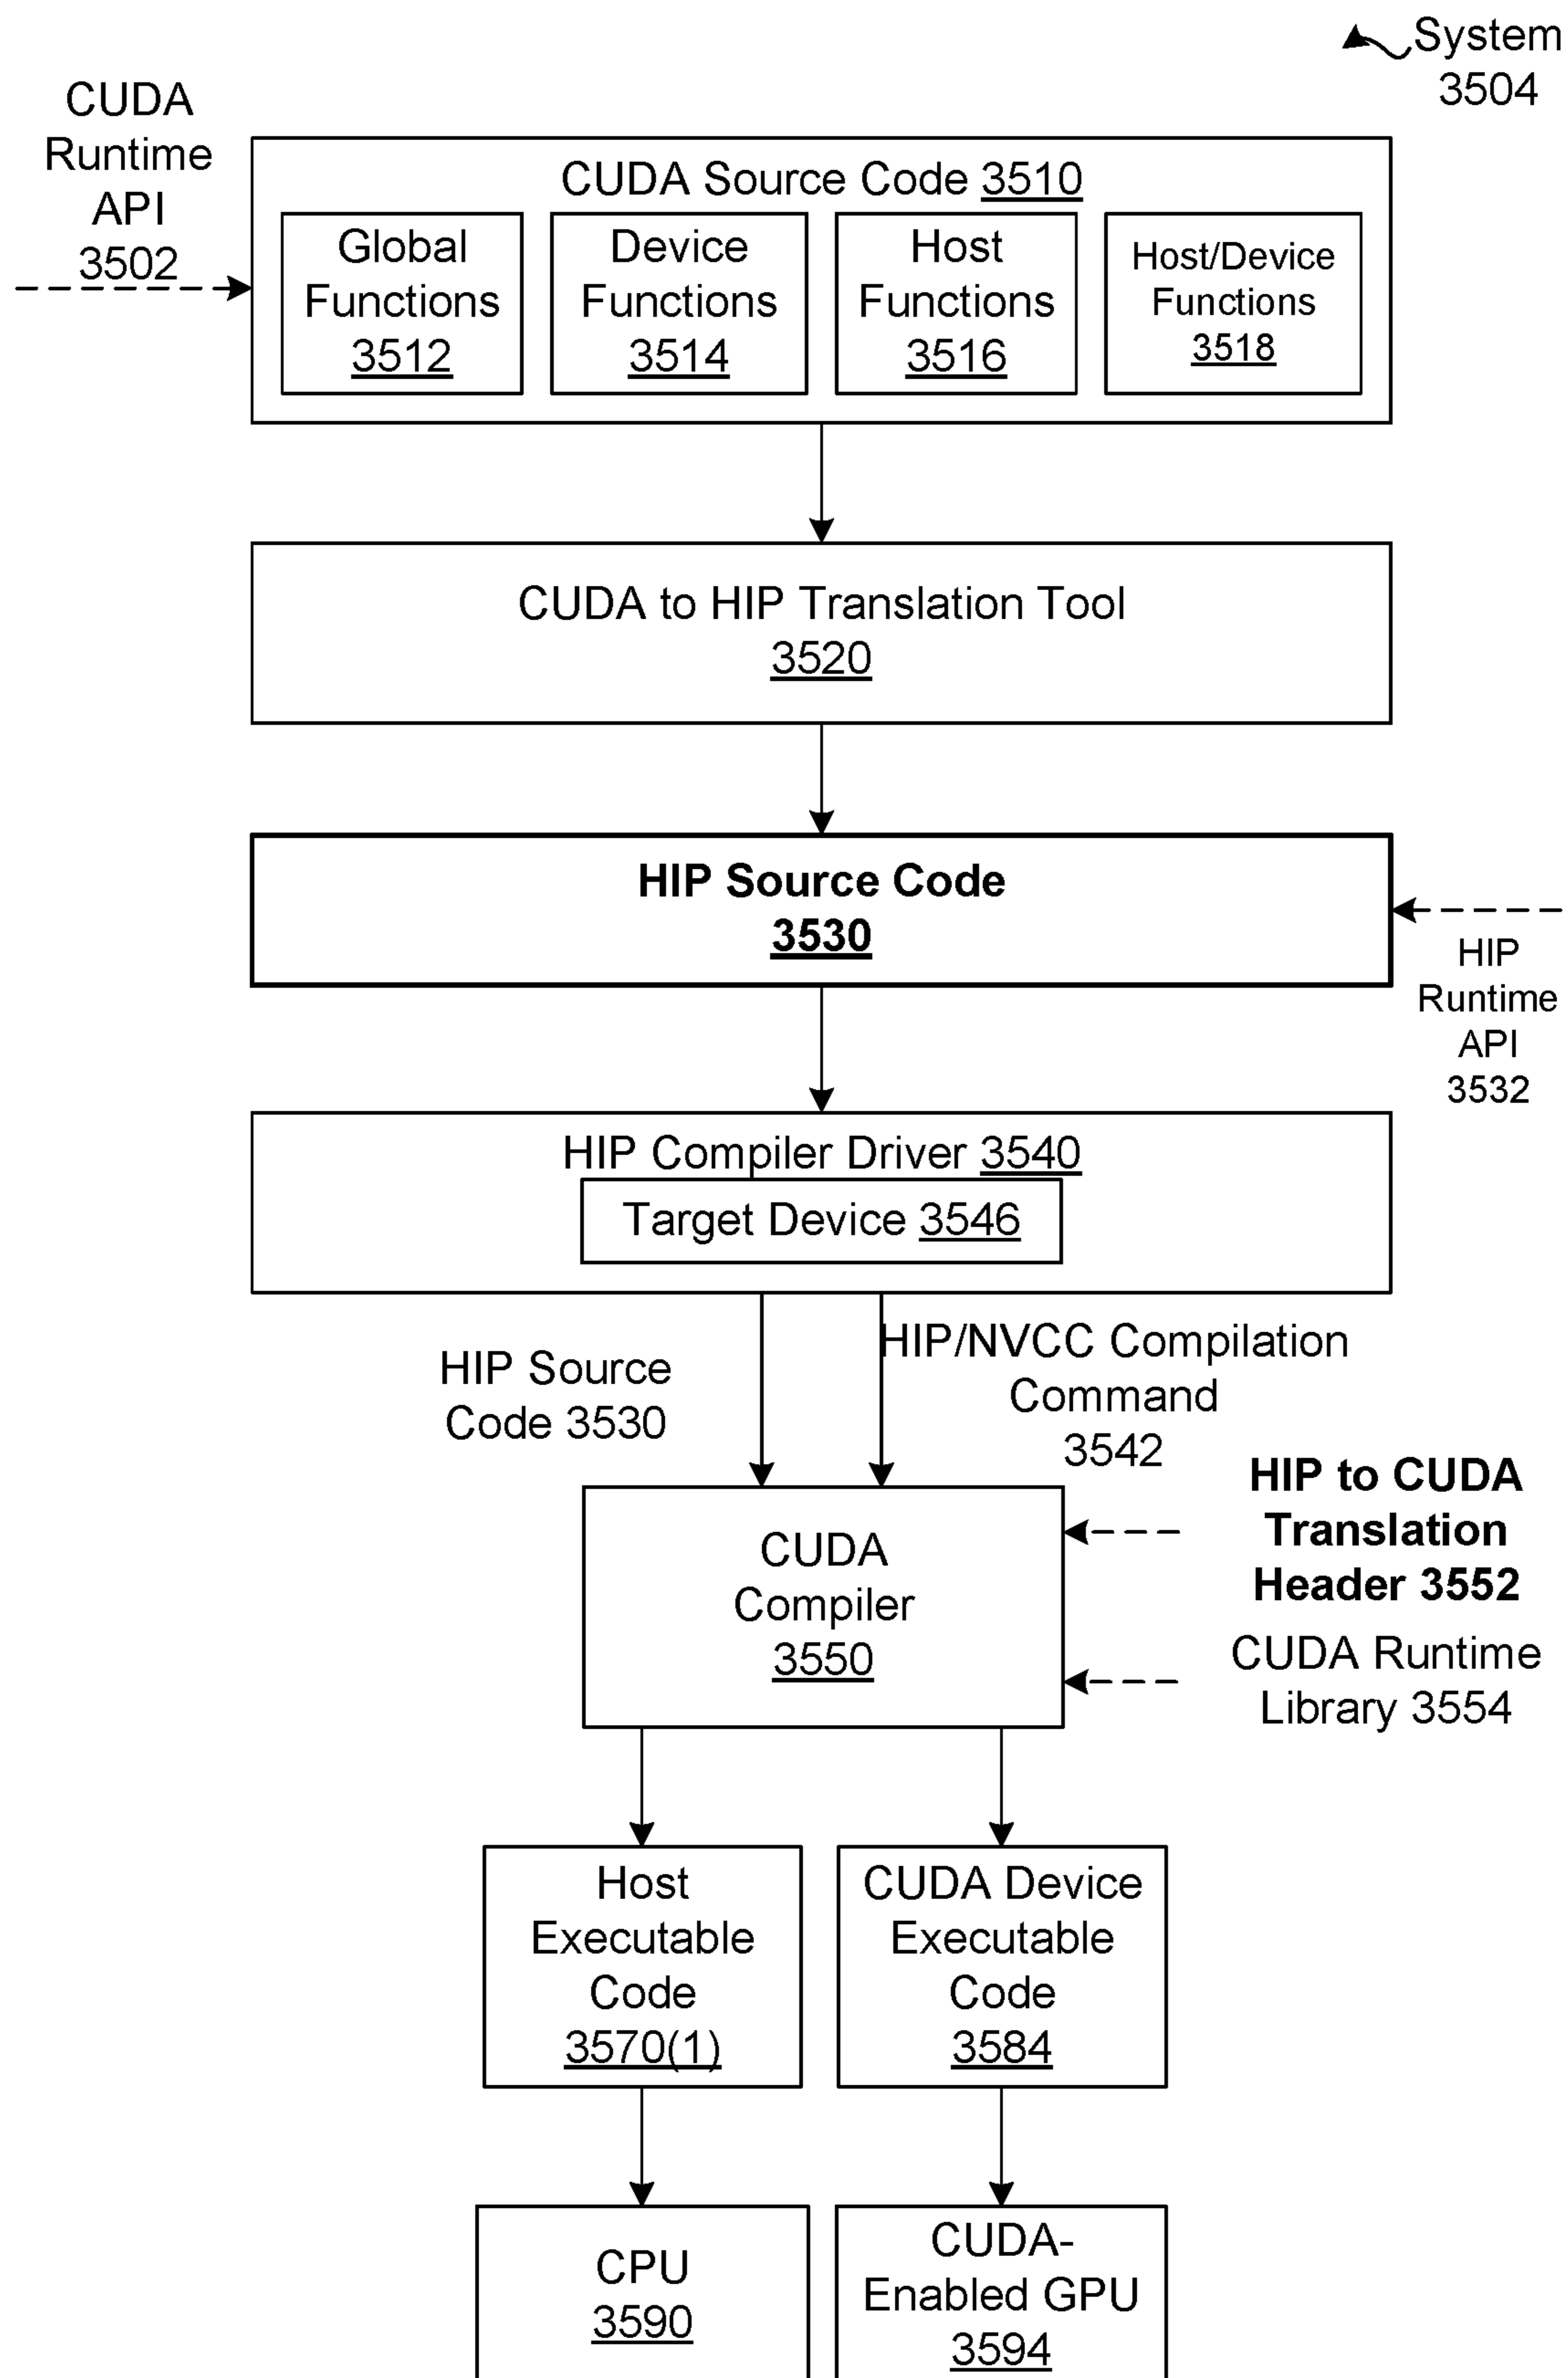 System
3504
CUDA
Runtime
API
3502
CUDA Source Code 3510
Global
Functions
3512
Device
Functions
3514
Host
Functions
3516
Host/Device
Functions
3518
CUDA to HIP Translation Tool
3520
HIP Source Code
3530
HIP
Runtime
API
3532
HIP Compiler Driver 3540
Target Device 3546
HIP Source
Code 3530
HIP/NVCC Compilation
Command
3542
HIP to CUDA
Translation
Header 3552
CUDA Runtime
Library 3554
CUDA
Compiler
3550
Host
Executable
Code
3570(1)
CUDA Device
Executable
Code
3584
CPU
3590
CUDA-
Enabled GPU
3594